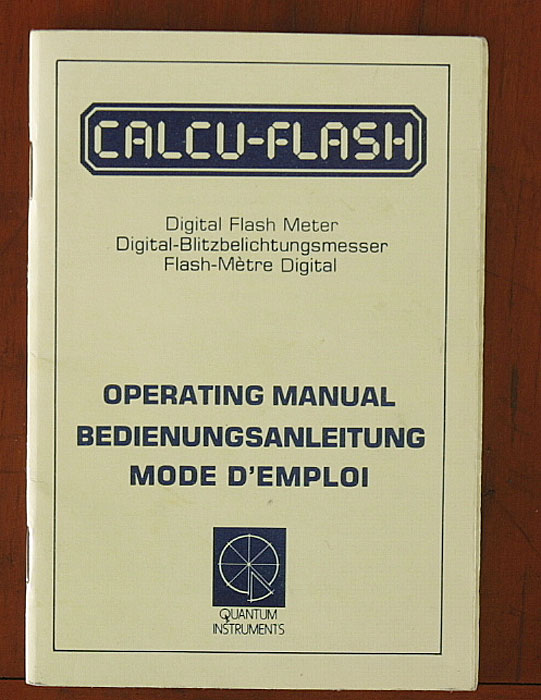 CALCU-FLASH
Digital Flash Meter
Digital-Blitzbelichtungsmesser
Flash-Mètre Digital
OPERATING MANUAL
BEDIENUNGSANLEITUNG
MODE D'EMPLOI
QUANTUM
INSTRUMENTS